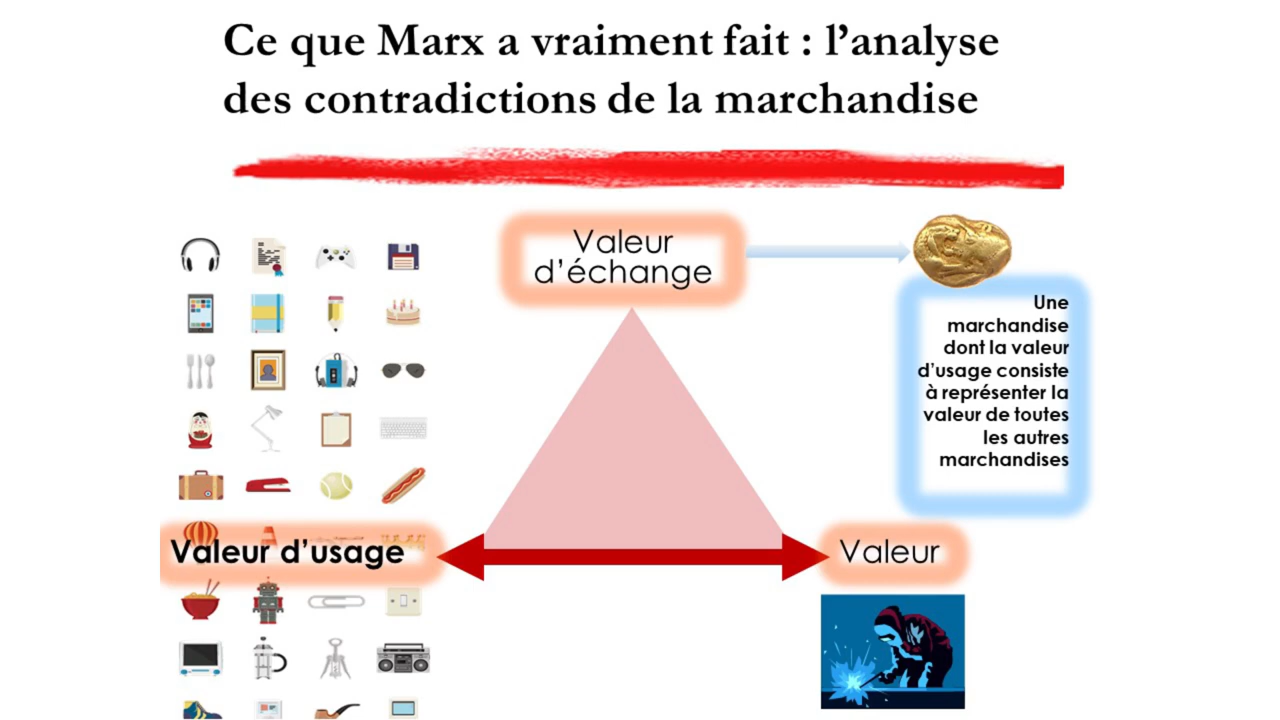 Ce que Marx a vraiment fait : l’analyse
des contradictions de la marchandise
Valeur
d’échange
Une
marchandise
dont la valeur
d’usage consiste
à représenter la
valeur de toutes
les autres
marchandises
Valeur d’usage
Valeur